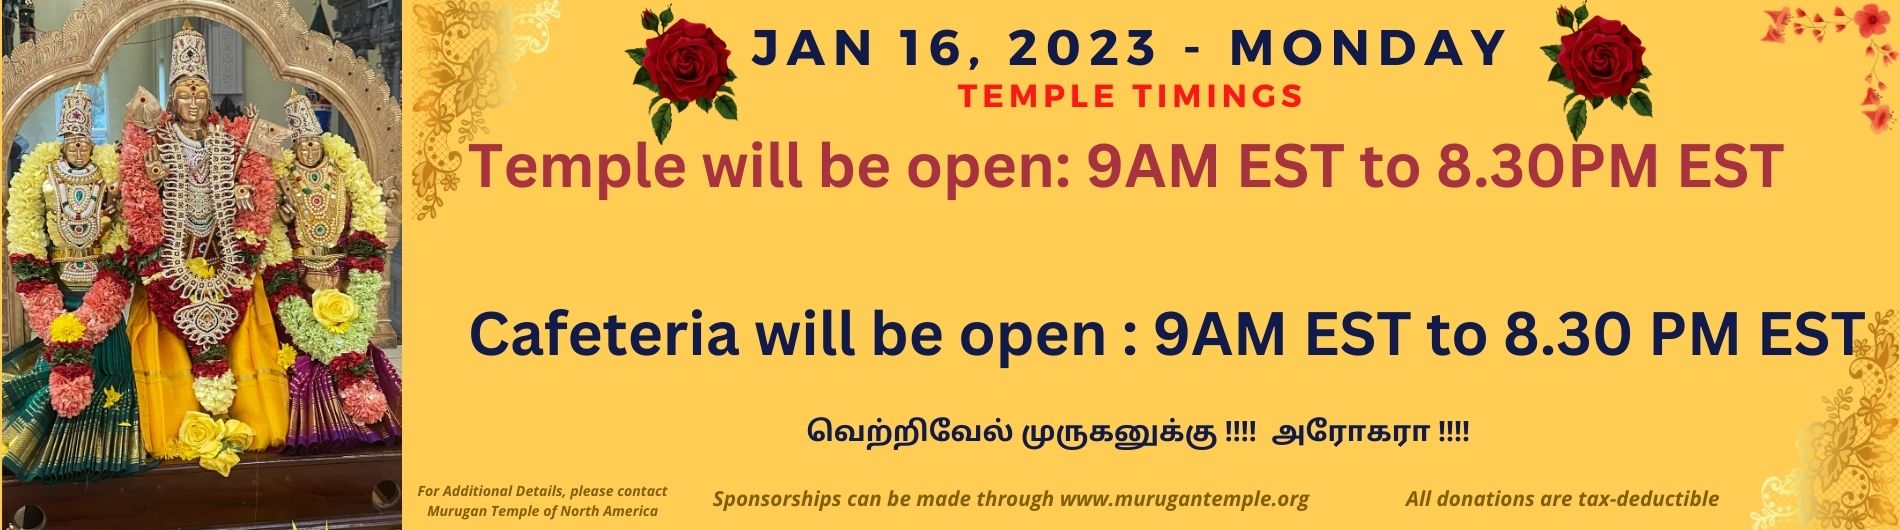 JAN 16, 2023 - MONDAY
TEMPLE TIMINGS
Temple will be open: 9AM EST to 8.30PM EST
Cafeteria will be open : 9AM EST to 8.30 PM EST
வெற்றிவேல் முருகனுக்கு !!!! அரோகரா !!!!
For Additional Details, please contact
Murugan Temple of North America
Sponsorships can be made through www.murugantemple.org
All donations are tax-deductible